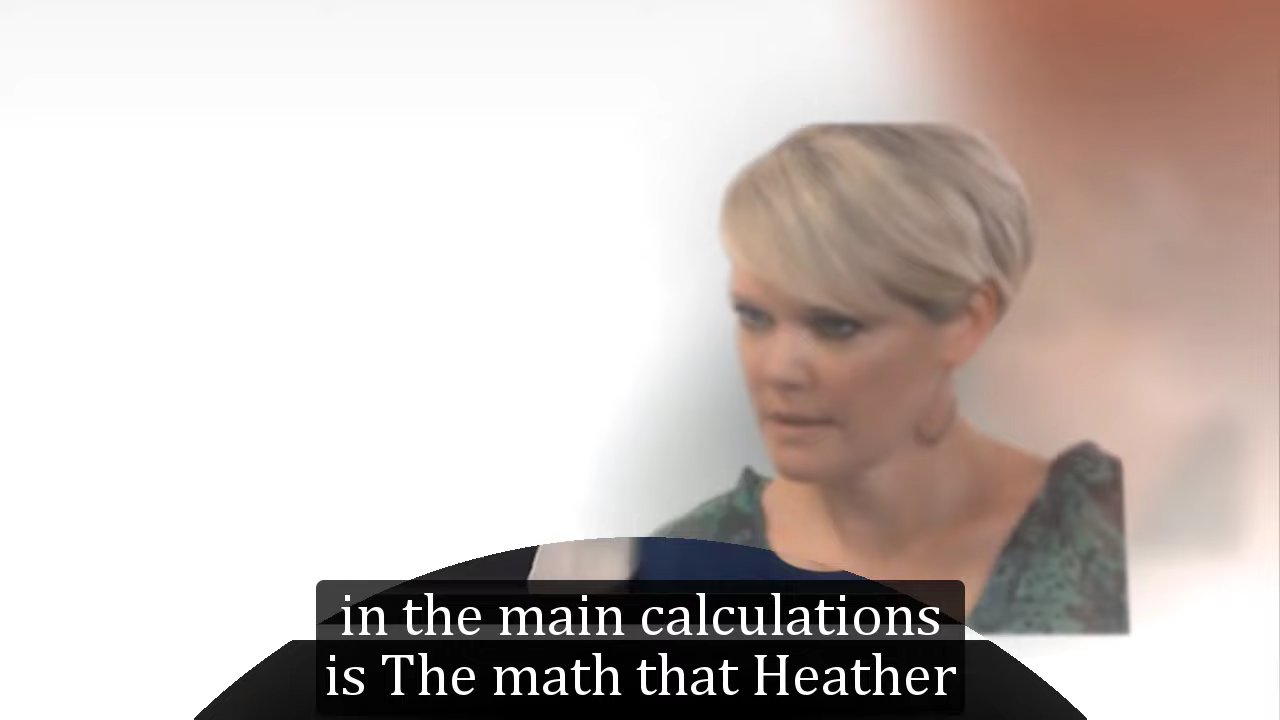 in the main calculations
is The math that Heather